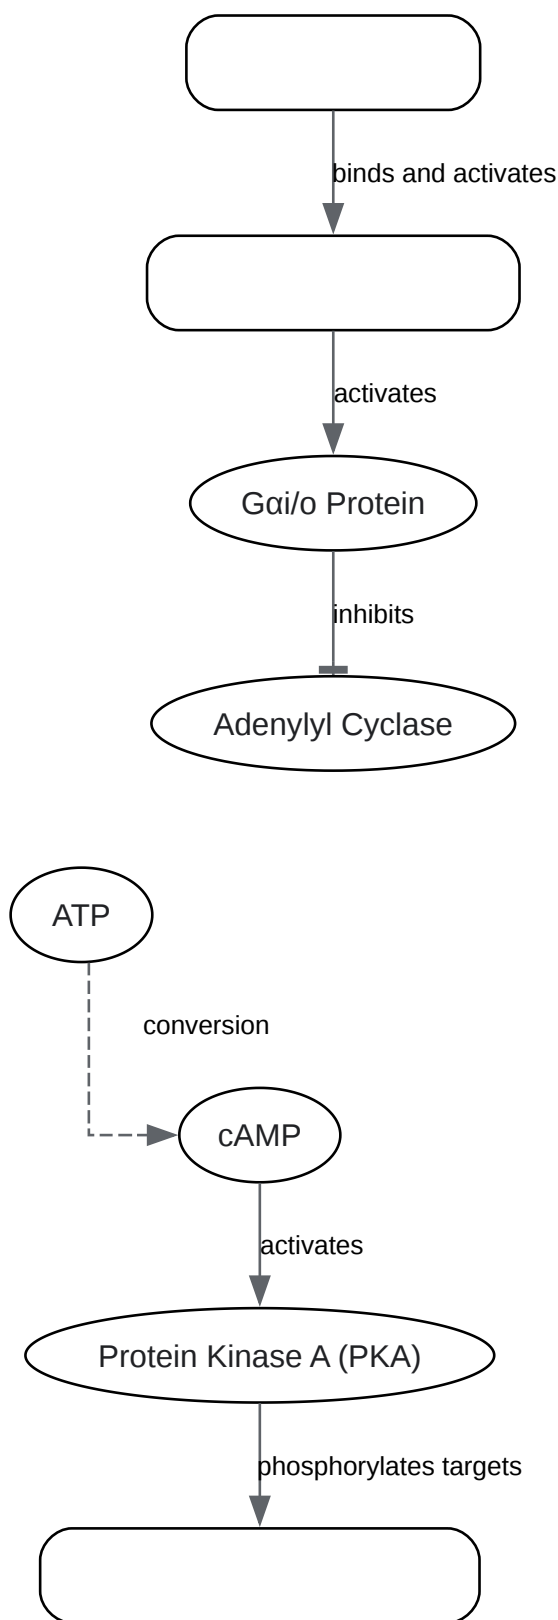 binds and activates
activates
Gαi/o Protein
inhibits
Adenylyl Cyclase
ATP
conversion
cAMP
activates
Protein Kinase A (PKA)
phosphorylates targets